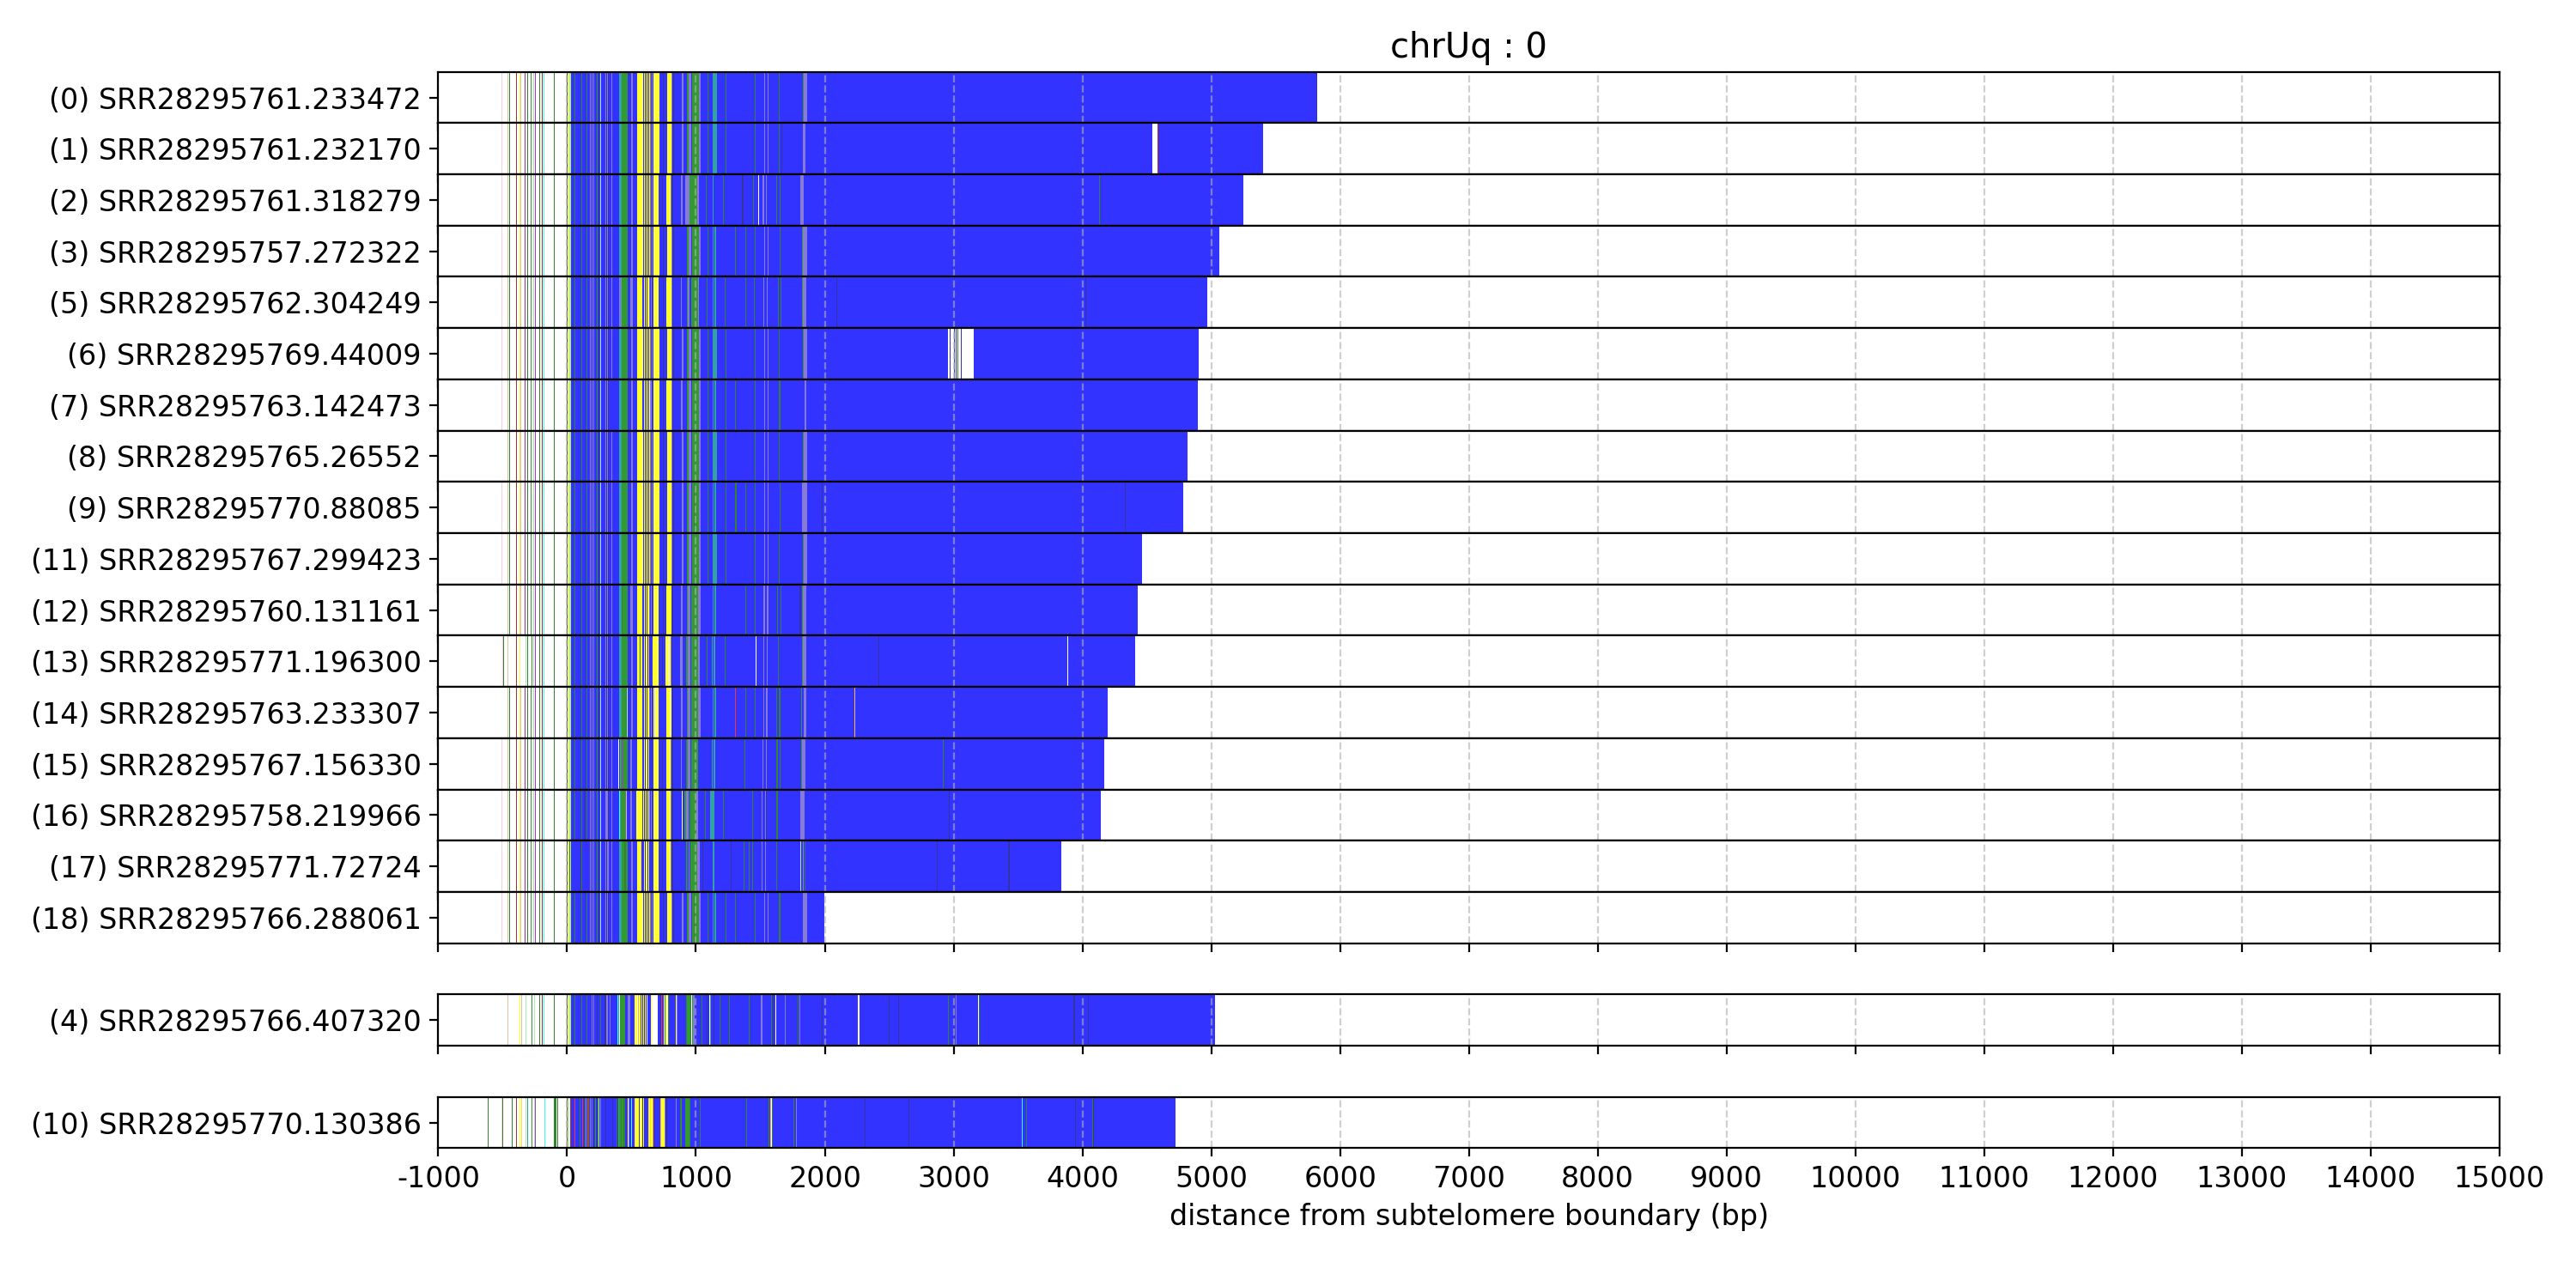 chrUq : 0
(0) SRR28295761.233472
(1) SRR28295761.232170
(2) SRR28295761.318279
(3) SRR28295757.272322
(5) SRR28295762.304249
(6) SRR28295769.44009
(7) SRR28295763.142473
(8) SRR28295765.26552
(9) SRR28295770.88085
(11) SRR28295767.299423
(12) SRR28295760.131161
(13) SRR28295771.196300
(14) SRR28295763.233307
(15) SRR28295767.156330
(16) SRR28295758.219966
(17) SRR28295771.72724
(18) SRR28295766.288061
(4) SRR28295766.407320
(10) SRR28295770.130386
-1000 0 1000 2000 3000 4000 5000 6000 7000 8000 9000 10000 11000 12000 13000 14000 15000
distance from subtelomere boundary (bp)